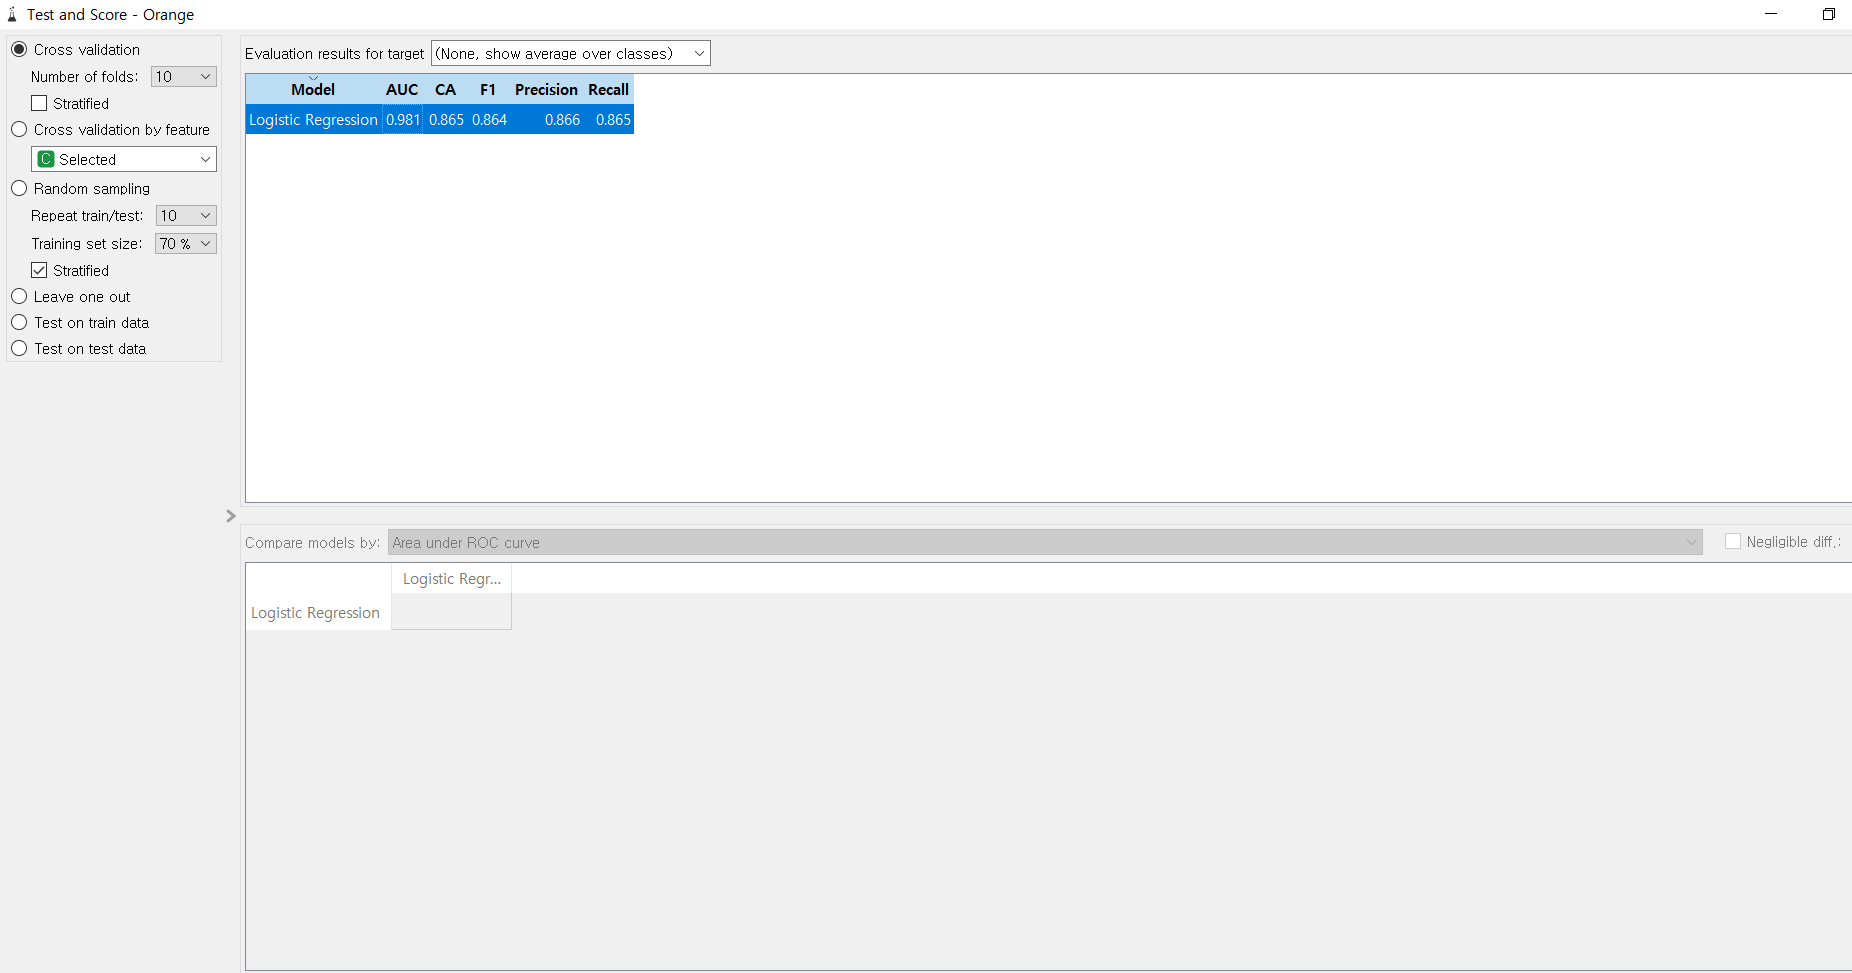 Test and Score - Orange
Cross validation
Number of folds: 10
Stratified
Cross validation by feature
C Selected
Random sampling
Repeat train/test: 10
Training set size: 70 %
Stratified
Leave one out
Test on train data
Test on test data
Evaluation results for target (None, show average over classes)
Model AUC CA F1 Precision Recall
Logistic Regression 0.981 0.865 0.864 0.866 0.865
Compare models by: Area under ROC curve Negligible diff.:
Logistic Regr...
Logistic Regression